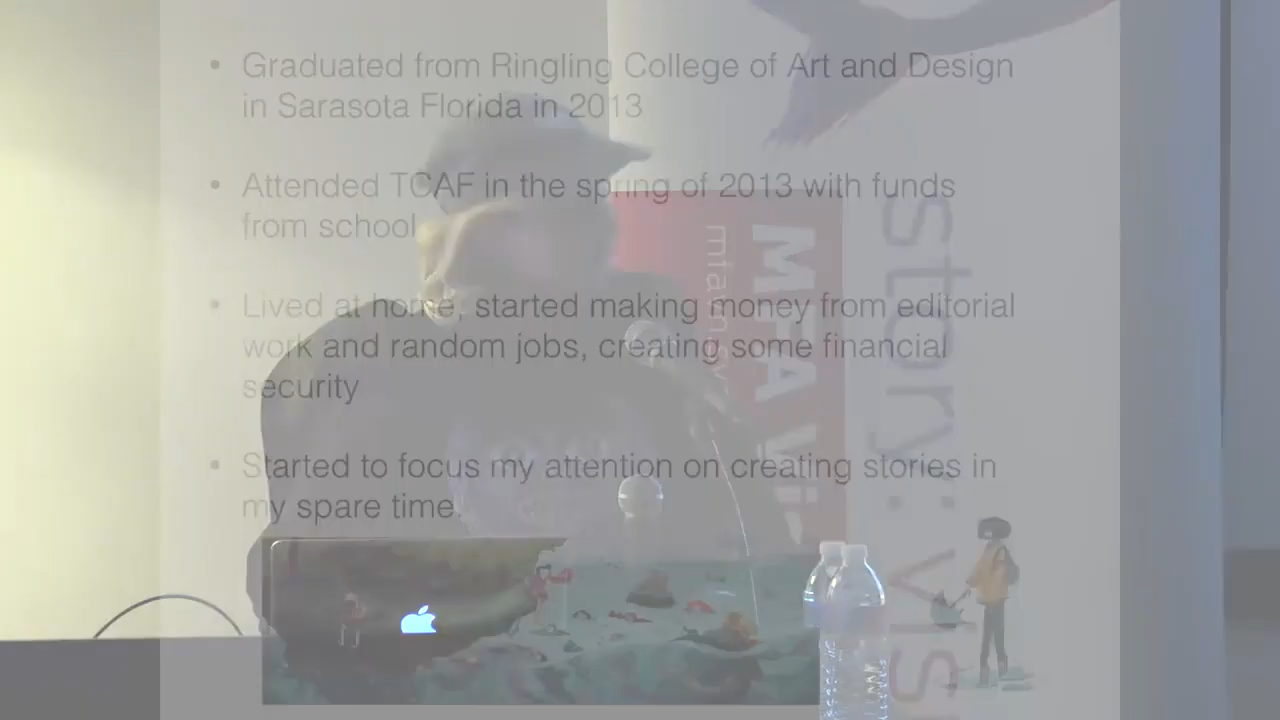 • Graduated from Ringling College of Art and Design
in Sarasota Florida in 2013
• Attended TCAF in the spring of 2013 with funds
from school
• Lived at home, started making money from editorial
work and random jobs, creating some financial
security
• Started to focus my attention on creating stories in
my spare time.
story: